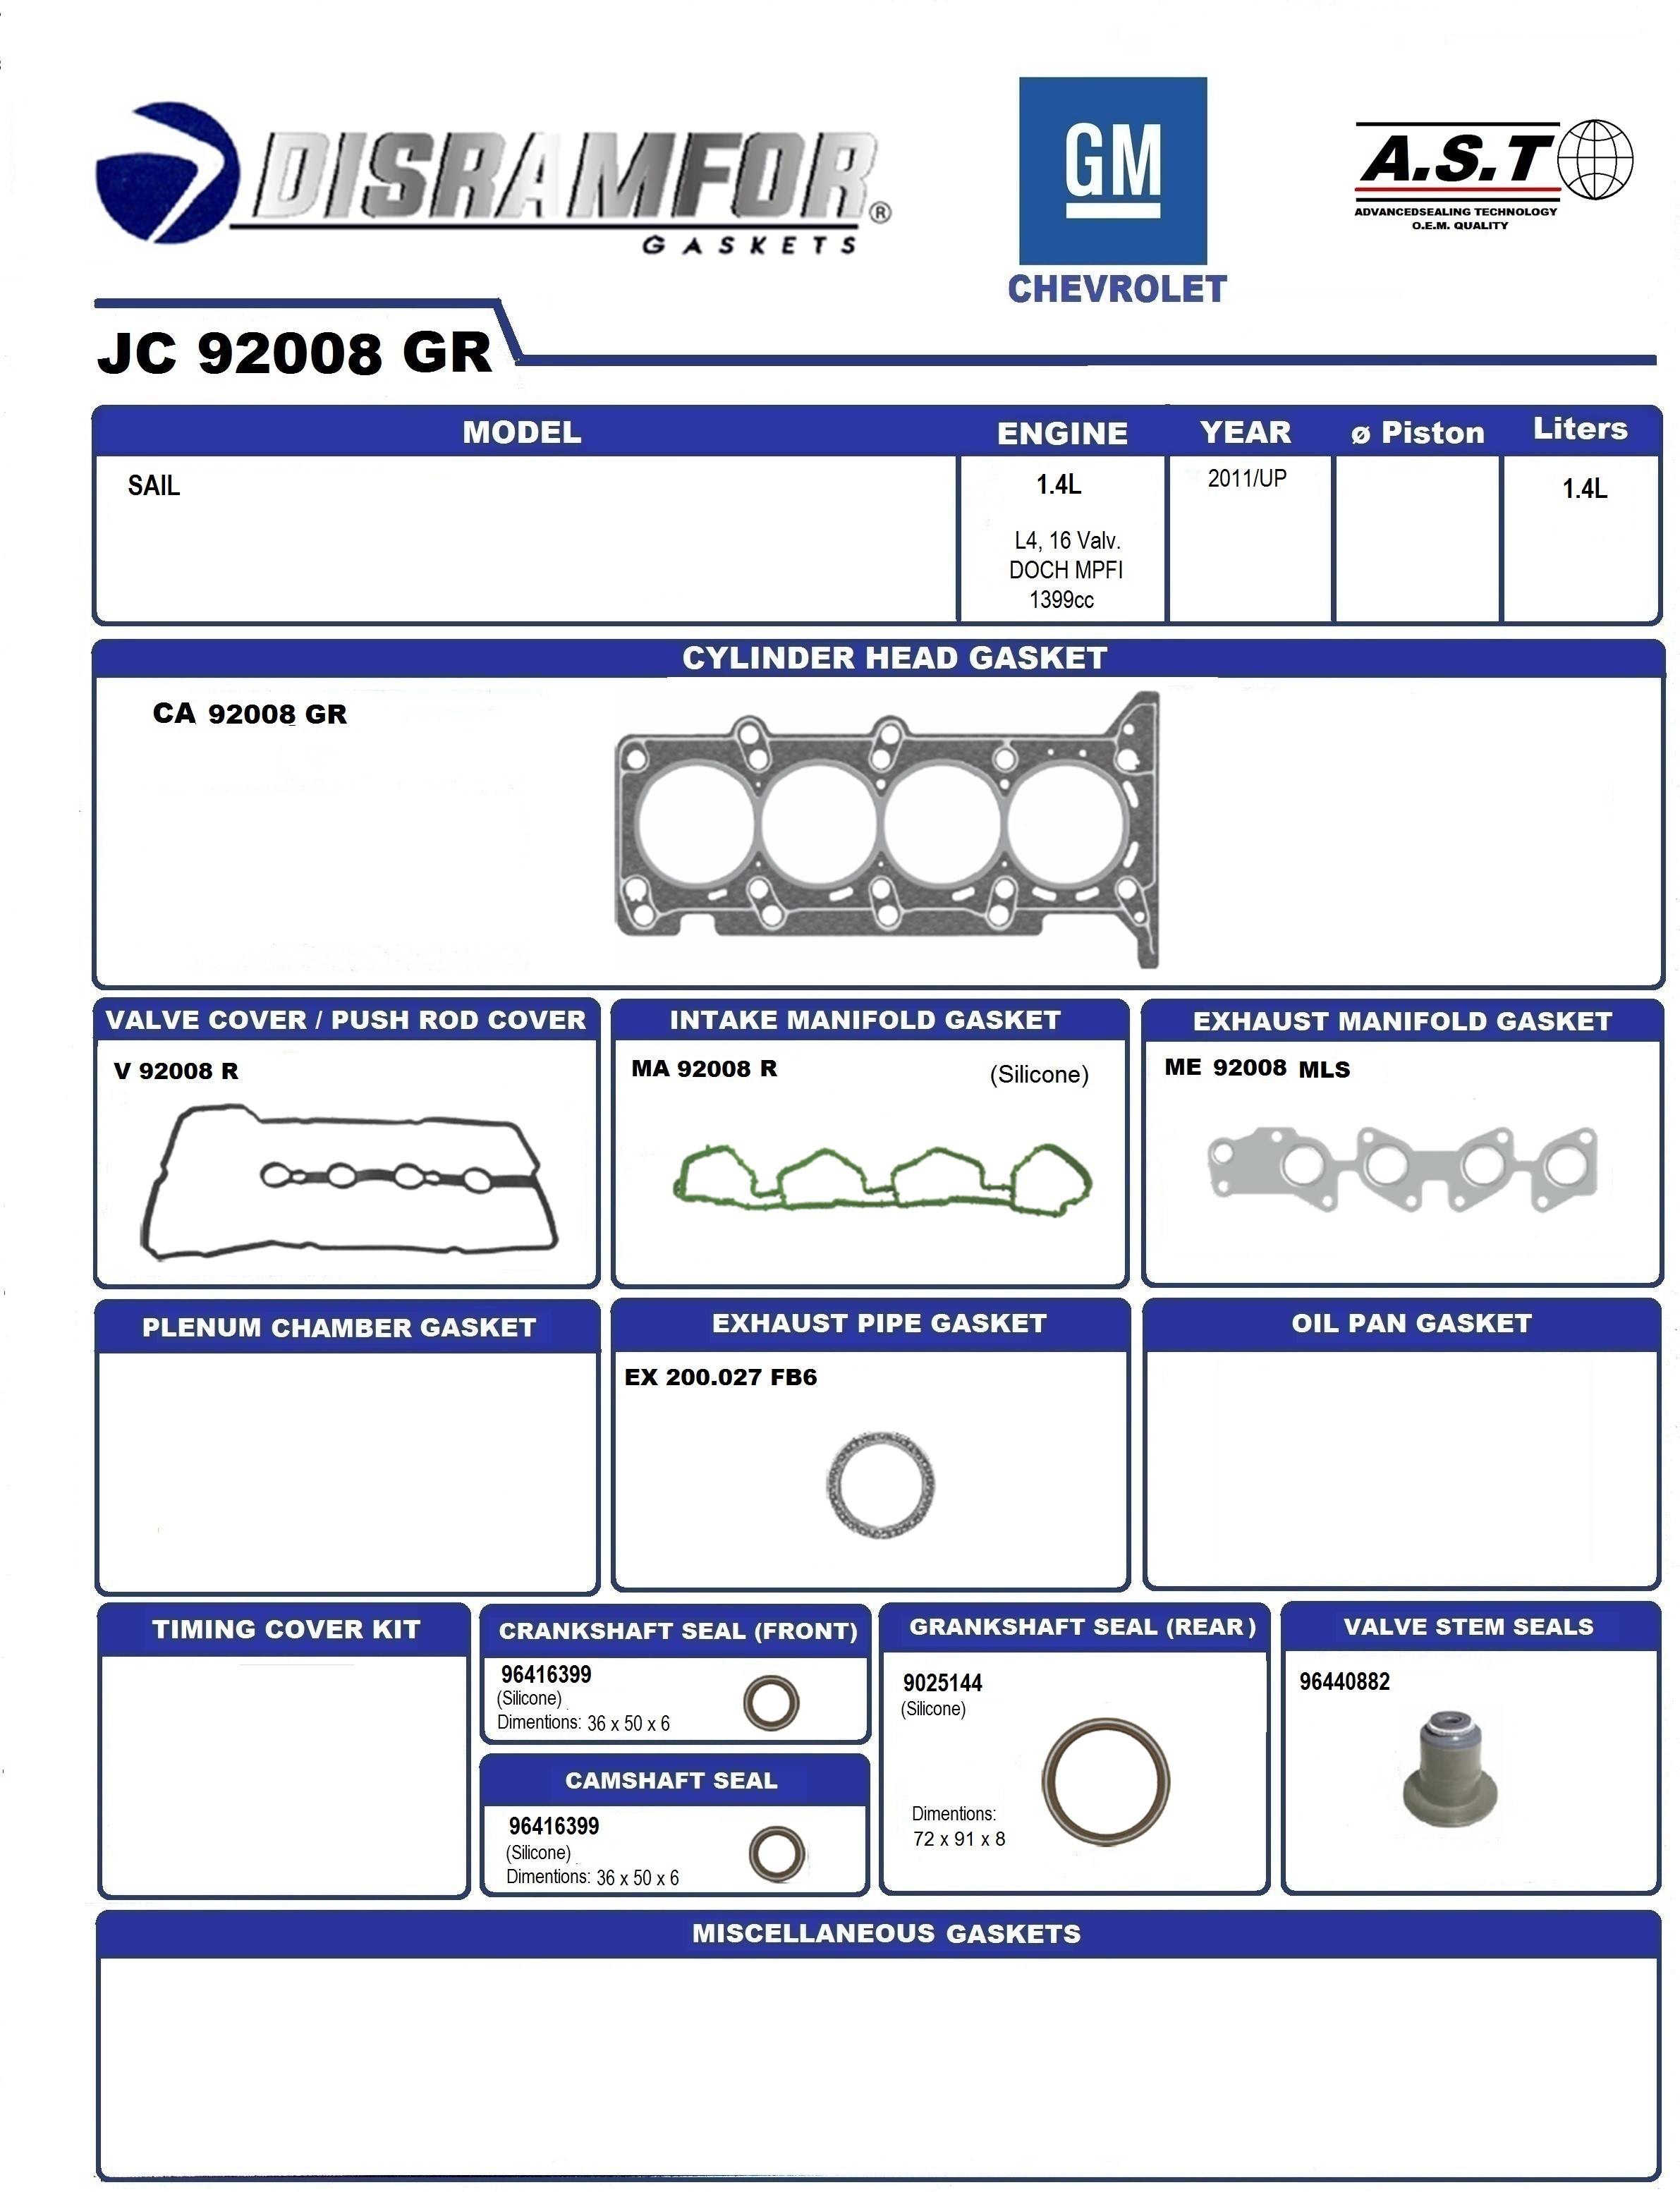 DISRAMFOR®
GASKETS
GM
CHEVROLET
A.S.T
ADVANCEDSEALING TECHNOLOGY
O.E.M. QUALITY
JC 92008 GR
MODEL ENGINE YEAR ø Piston Liters
SAIL 1.4L 2011/UP 1.4L
L4, 16 Valv.
DOCH MPFI
1399cc
CYLINDER HEAD GASKET
CA 92008 GR
VALVE COVER / PUSH ROD COVER
V 92008 R
INTAKE MANIFOLD GASKET
MA 92008 R (Silicone)
EXHAUST MANIFOLD GASKET
ME 92008 MLS
PLENUM CHAMBER GASKET
EXHAUST PIPE GASKET
EX 200.027 FB6
OIL PAN GASKET
TIMING COVER KIT
CRANKSHAFT SEAL (FRONT)
96416399
(Silicone)
Dimentions: 36 x 50 x 6
CAMSHAFT SEAL
96416399
(Silicone)
Dimentions: 36 x 50 x 6
GRANKSHAFT SEAL (REAR)
9025144
(Silicone)
Dimentions:
72 x 91 x 8
VALVE STEM SEALS
96440882
MISCELLANEOUS GASKETS